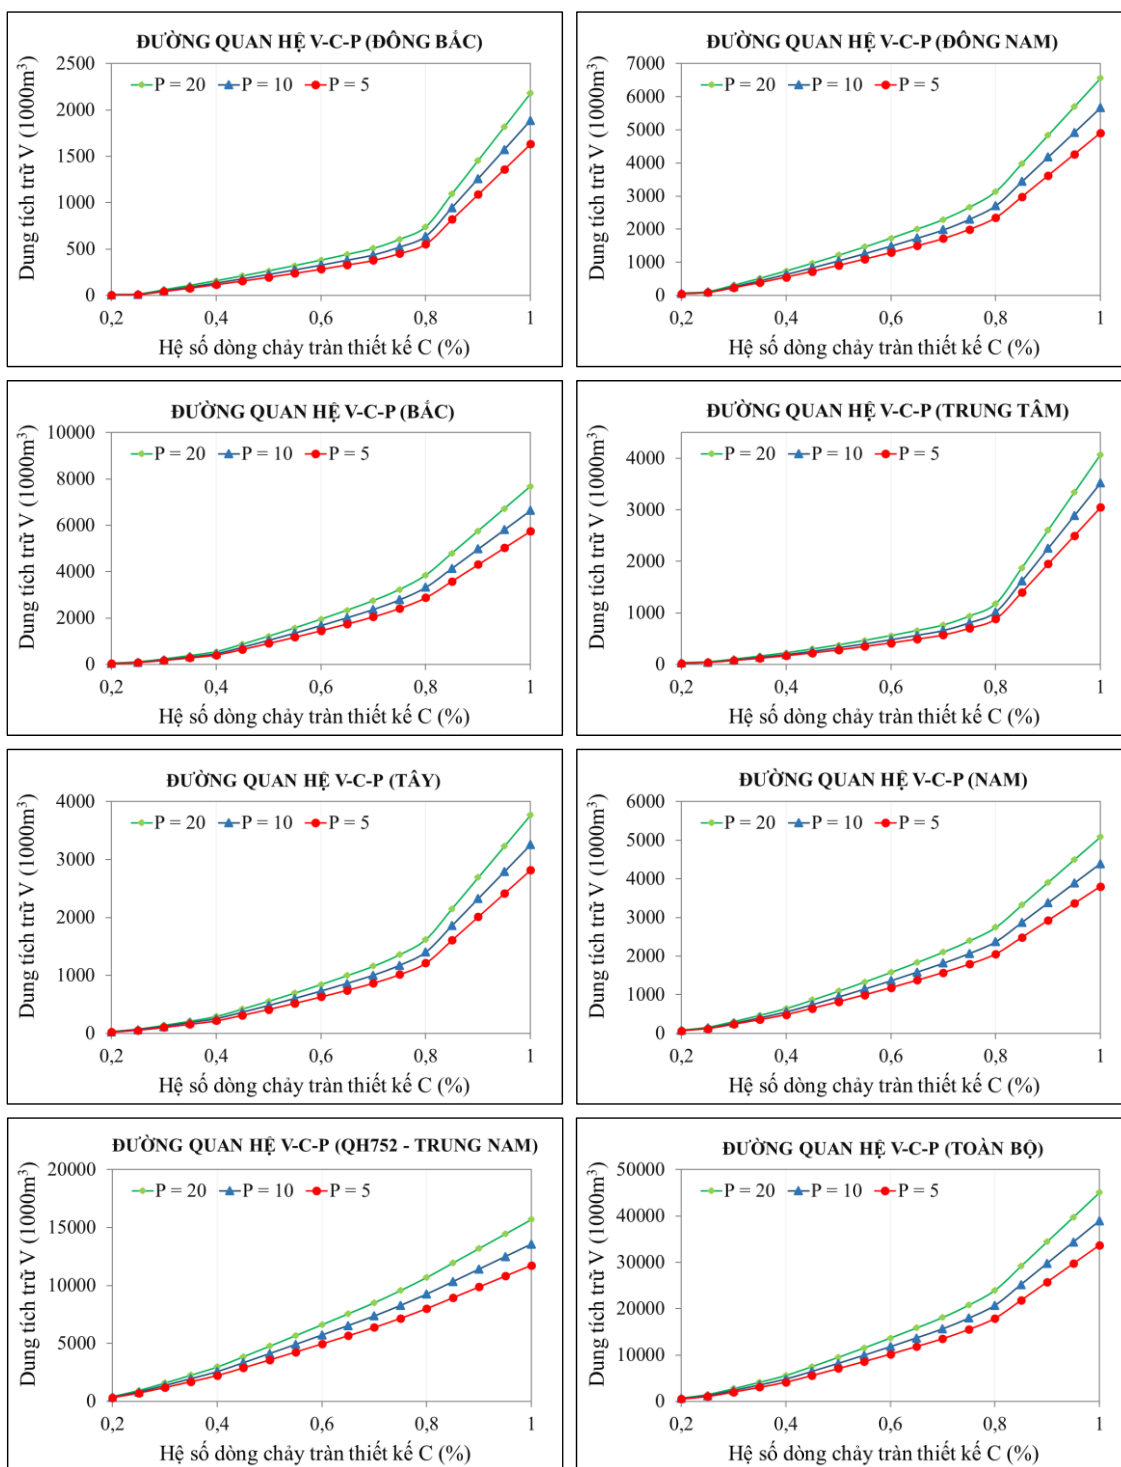 ĐƯỜNG QUAN HỆ V-C-P (ĐÔNG BẮC)
Dung tích trữ V (1000m³)
2500
2000
1500
1000
500
0
P = 20 P = 10 P = 5
0,2 0,4 0,6 0,8 1
Hệ số dòng chảy tràn thiết kế C (%)
ĐƯỜNG QUAN HỆ V-C-P (ĐÔNG NAM)
Dung tích trữ V (1000m³)
7000
6000
5000
4000
3000
2000
1000
0
P = 20 P = 10 P = 5
0,2 0,4 0,6 0,8 1
Hệ số dòng chảy tràn thiết kế C (%)
ĐƯỜNG QUAN HỆ V-C-P (BẮC)
Dung tích trữ V (1000m³)
10000
8000
6000
4000
2000
0
P = 20 P = 10 P = 5
0,2 0,4 0,6 0,8 1
Hệ số dòng chảy tràn thiết kế C (%)
ĐƯỜNG QUAN HỆ V-C-P (TRUNG TÂM)
Dung tích trữ V (1000m³)
4000
3000
2000
1000
0
P = 20 P = 10 P = 5
0,2 0,4 0,6 0,8 1
Hệ số dòng chảy tràn thiết kế C (%)
ĐƯỜNG QUAN HỆ V-C-P (TÂY)
Dung tích trữ V (1000m³)
4000
3000
2000
1000
0
P = 20 P = 10 P = 5
0,2 0,4 0,6 0,8 1
Hệ số dòng chảy tràn thiết kế C (%)
ĐƯỜNG QUAN HỆ V-C-P (NAM)
Dung tích trữ V (1000m³)
6000
5000
4000
3000
2000
1000
0
P = 20 P = 10 P = 5
0,2 0,4 0,6 0,8 1
Hệ số dòng chảy tràn thiết kế C (%)
ĐƯỜNG QUAN HỆ V-C-P (QH752 - TRUNG NAM)
Dung tích trữ V (1000m³)
20000
15000
10000
5000
0
P = 20 P = 10 P = 5
0,2 0,4 0,6 0,8 1
Hệ số dòng chảy tràn thiết kế C (%)
ĐƯỜNG QUAN HỆ V-C-P (TOÀN BỘ)
Dung tích trữ V (1000m³)
50000
40000
30000
20000
10000
0
P = 20 P = 10 P = 5
0,2 0,4 0,6 0,8 1
Hệ số dòng chảy tràn thiết kế C (%)